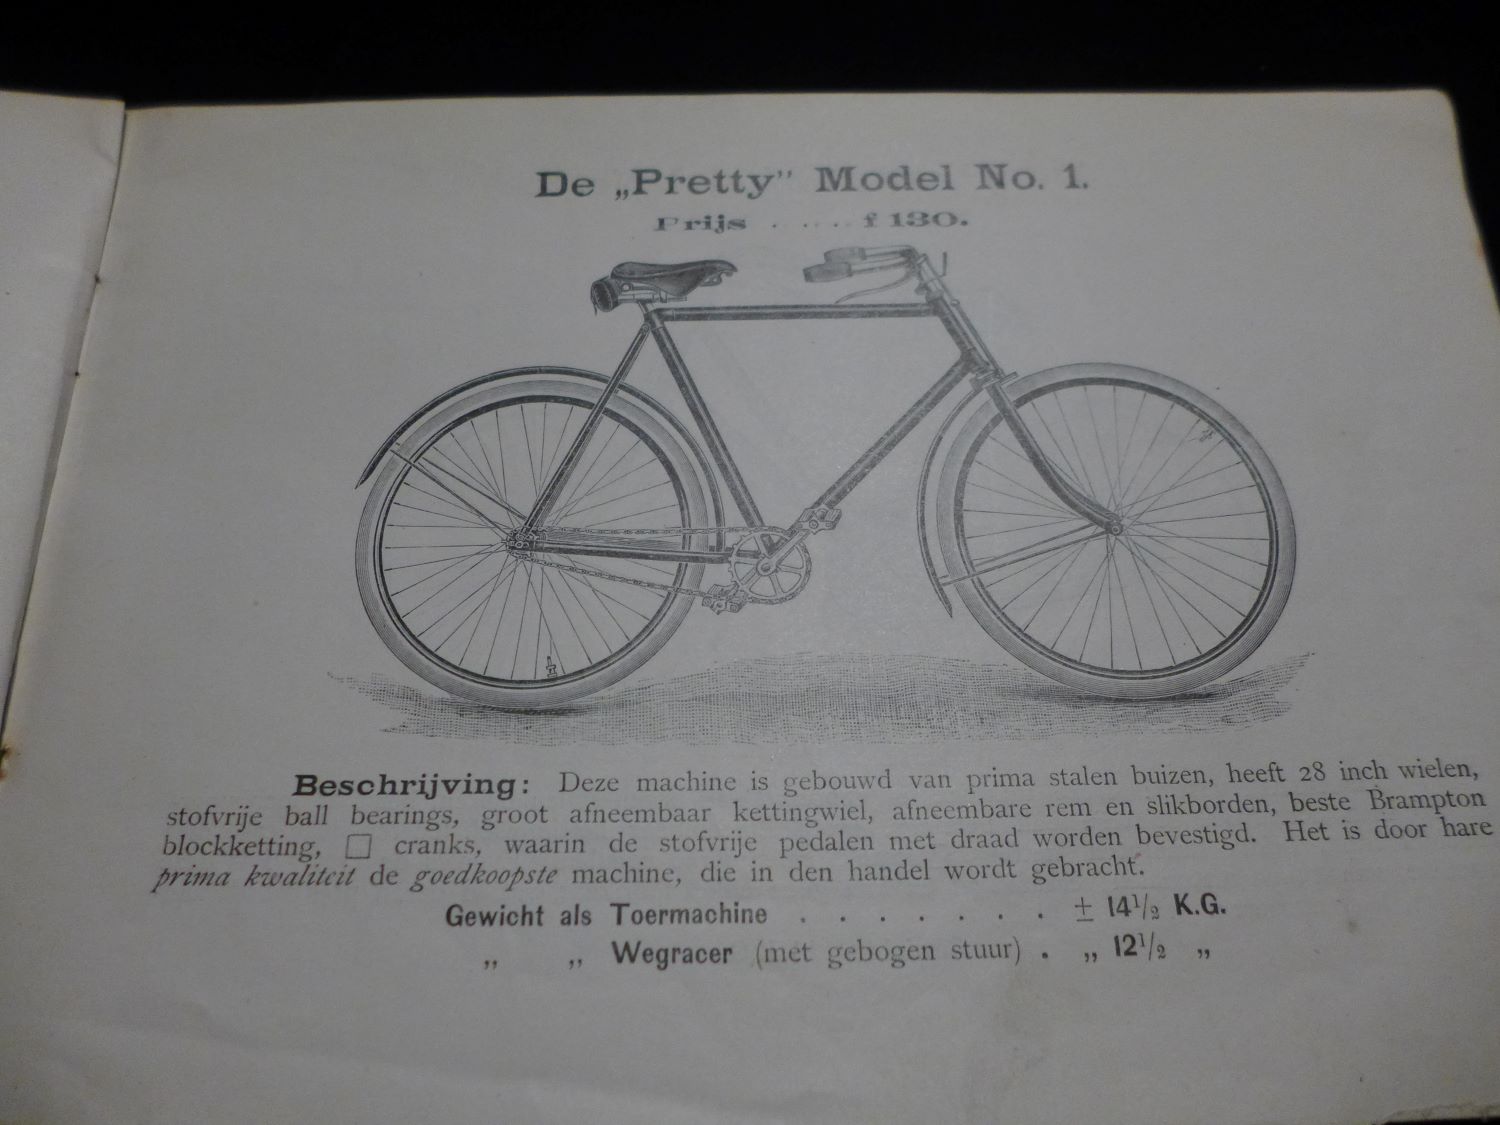 De „Pretty” Model No. 1.
Prijs . . . . . f 130.
Beschrijving: Deze machine is gebouwd van prima stalen buizen, heeft 28 inch wielen,
stofvrije ball bearings, groot afneembaar kettingwiel, afneembare rem en slikborden, beste Brampton
blockketting, □ cranks, waarin de stofvrije pedalen met draad worden bevestigd. Het is door hare
prima kwaliteit de goedkoopste machine, die in den handel wordt gebracht.
Gewicht als Toermachine . . . . . . . ± 14½ K.G.
„ „ Wegracer (met gebogen stuur) . „ 12½ „